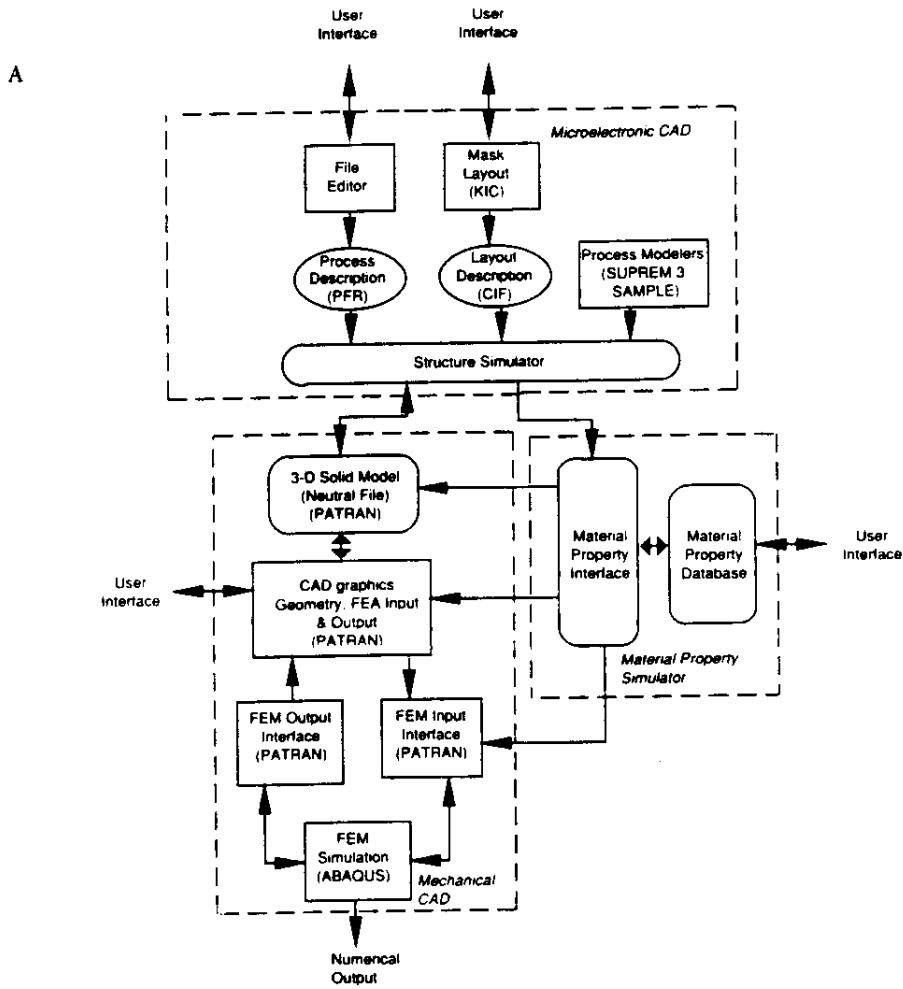 User
Interface
User
Interface
A
Microelectronic CAD
File
Editor
Mask
Layout
(KIC)
Process
Description
(PFR)
Layout
Description
(CIF)
Process Modelers
(SUPREM 3
SAMPLE)
Structure Simulator
3-D Solid Model
(Neutral File)
(PATRAN)
Material
Property
Interface
Material
Property
Database
User
Interface
User
Interface
CAD graphics
Geometry, FEA Input
& Output
(PATRAN)
Material Property
Simulator
FEM Output
Interface
(PATRAN)
FEM Input
Interface
(PATRAN)
FEM
Simulation
(ABAQUS)
Mechanical
CAD
Numerical
Output